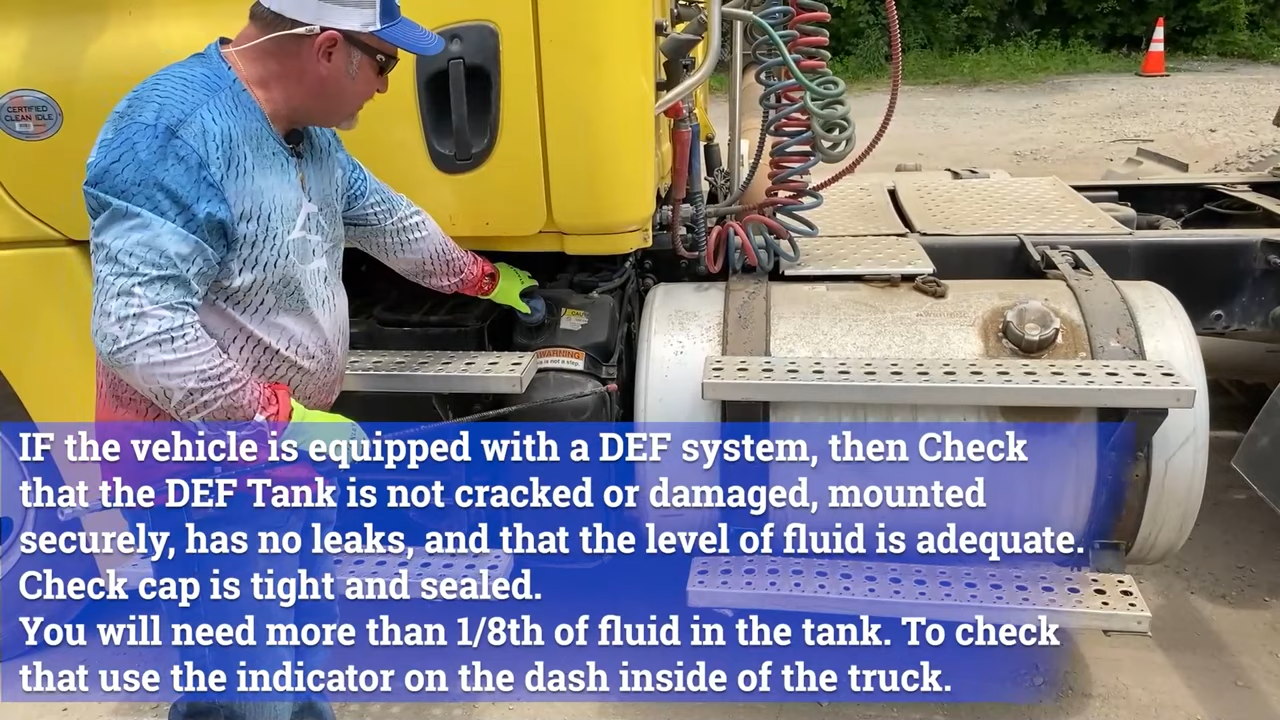 CERTIFIED
CLEAN IDLE
WARNING
IF the vehicle is equipped with a DEF system, then Check
that the DEF Tank is not cracked or damaged, mounted
securely, has no leaks, and that the level of fluid is adequate.
Check cap is tight and sealed.
You will need more than 1/8th of fluid in the tank. To check
that use the indicator on the dash inside of the truck.